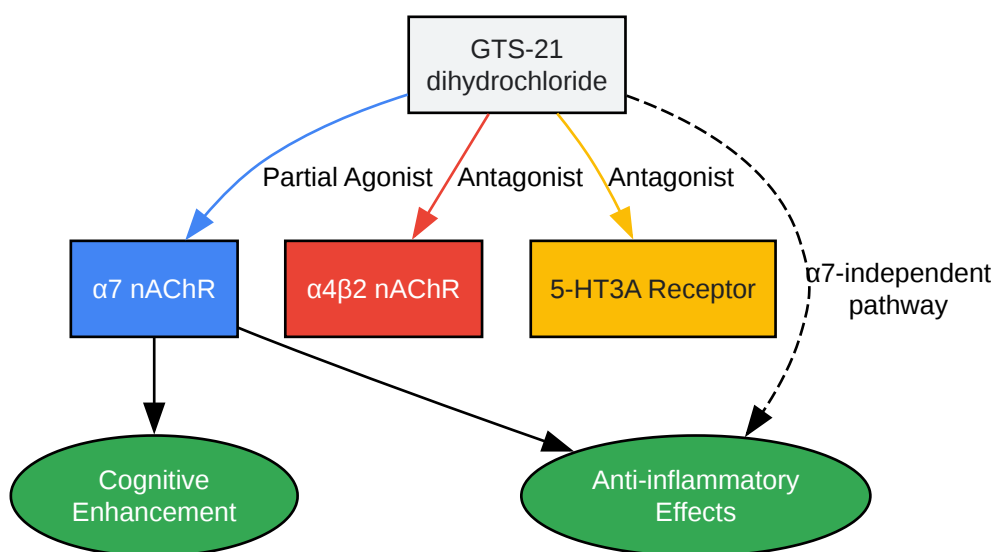 GTS-21
dihydrochloride
Partial Agonist
Antagonist
Antagonist
α7 nAChR
α4β2 nAChR
5-HT3A Receptor
α7-independent
pathway
Cognitive
Enhancement
Anti-inflammatory
Effects